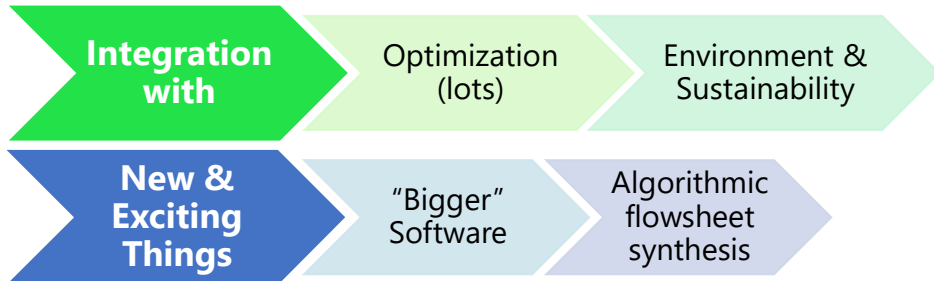 Integration
with
Optimization
(lots)
Environment &
Sustainability
New &
Exciting
Things
“Bigger”
Software
Algorithmic
flowsheet
synthesis